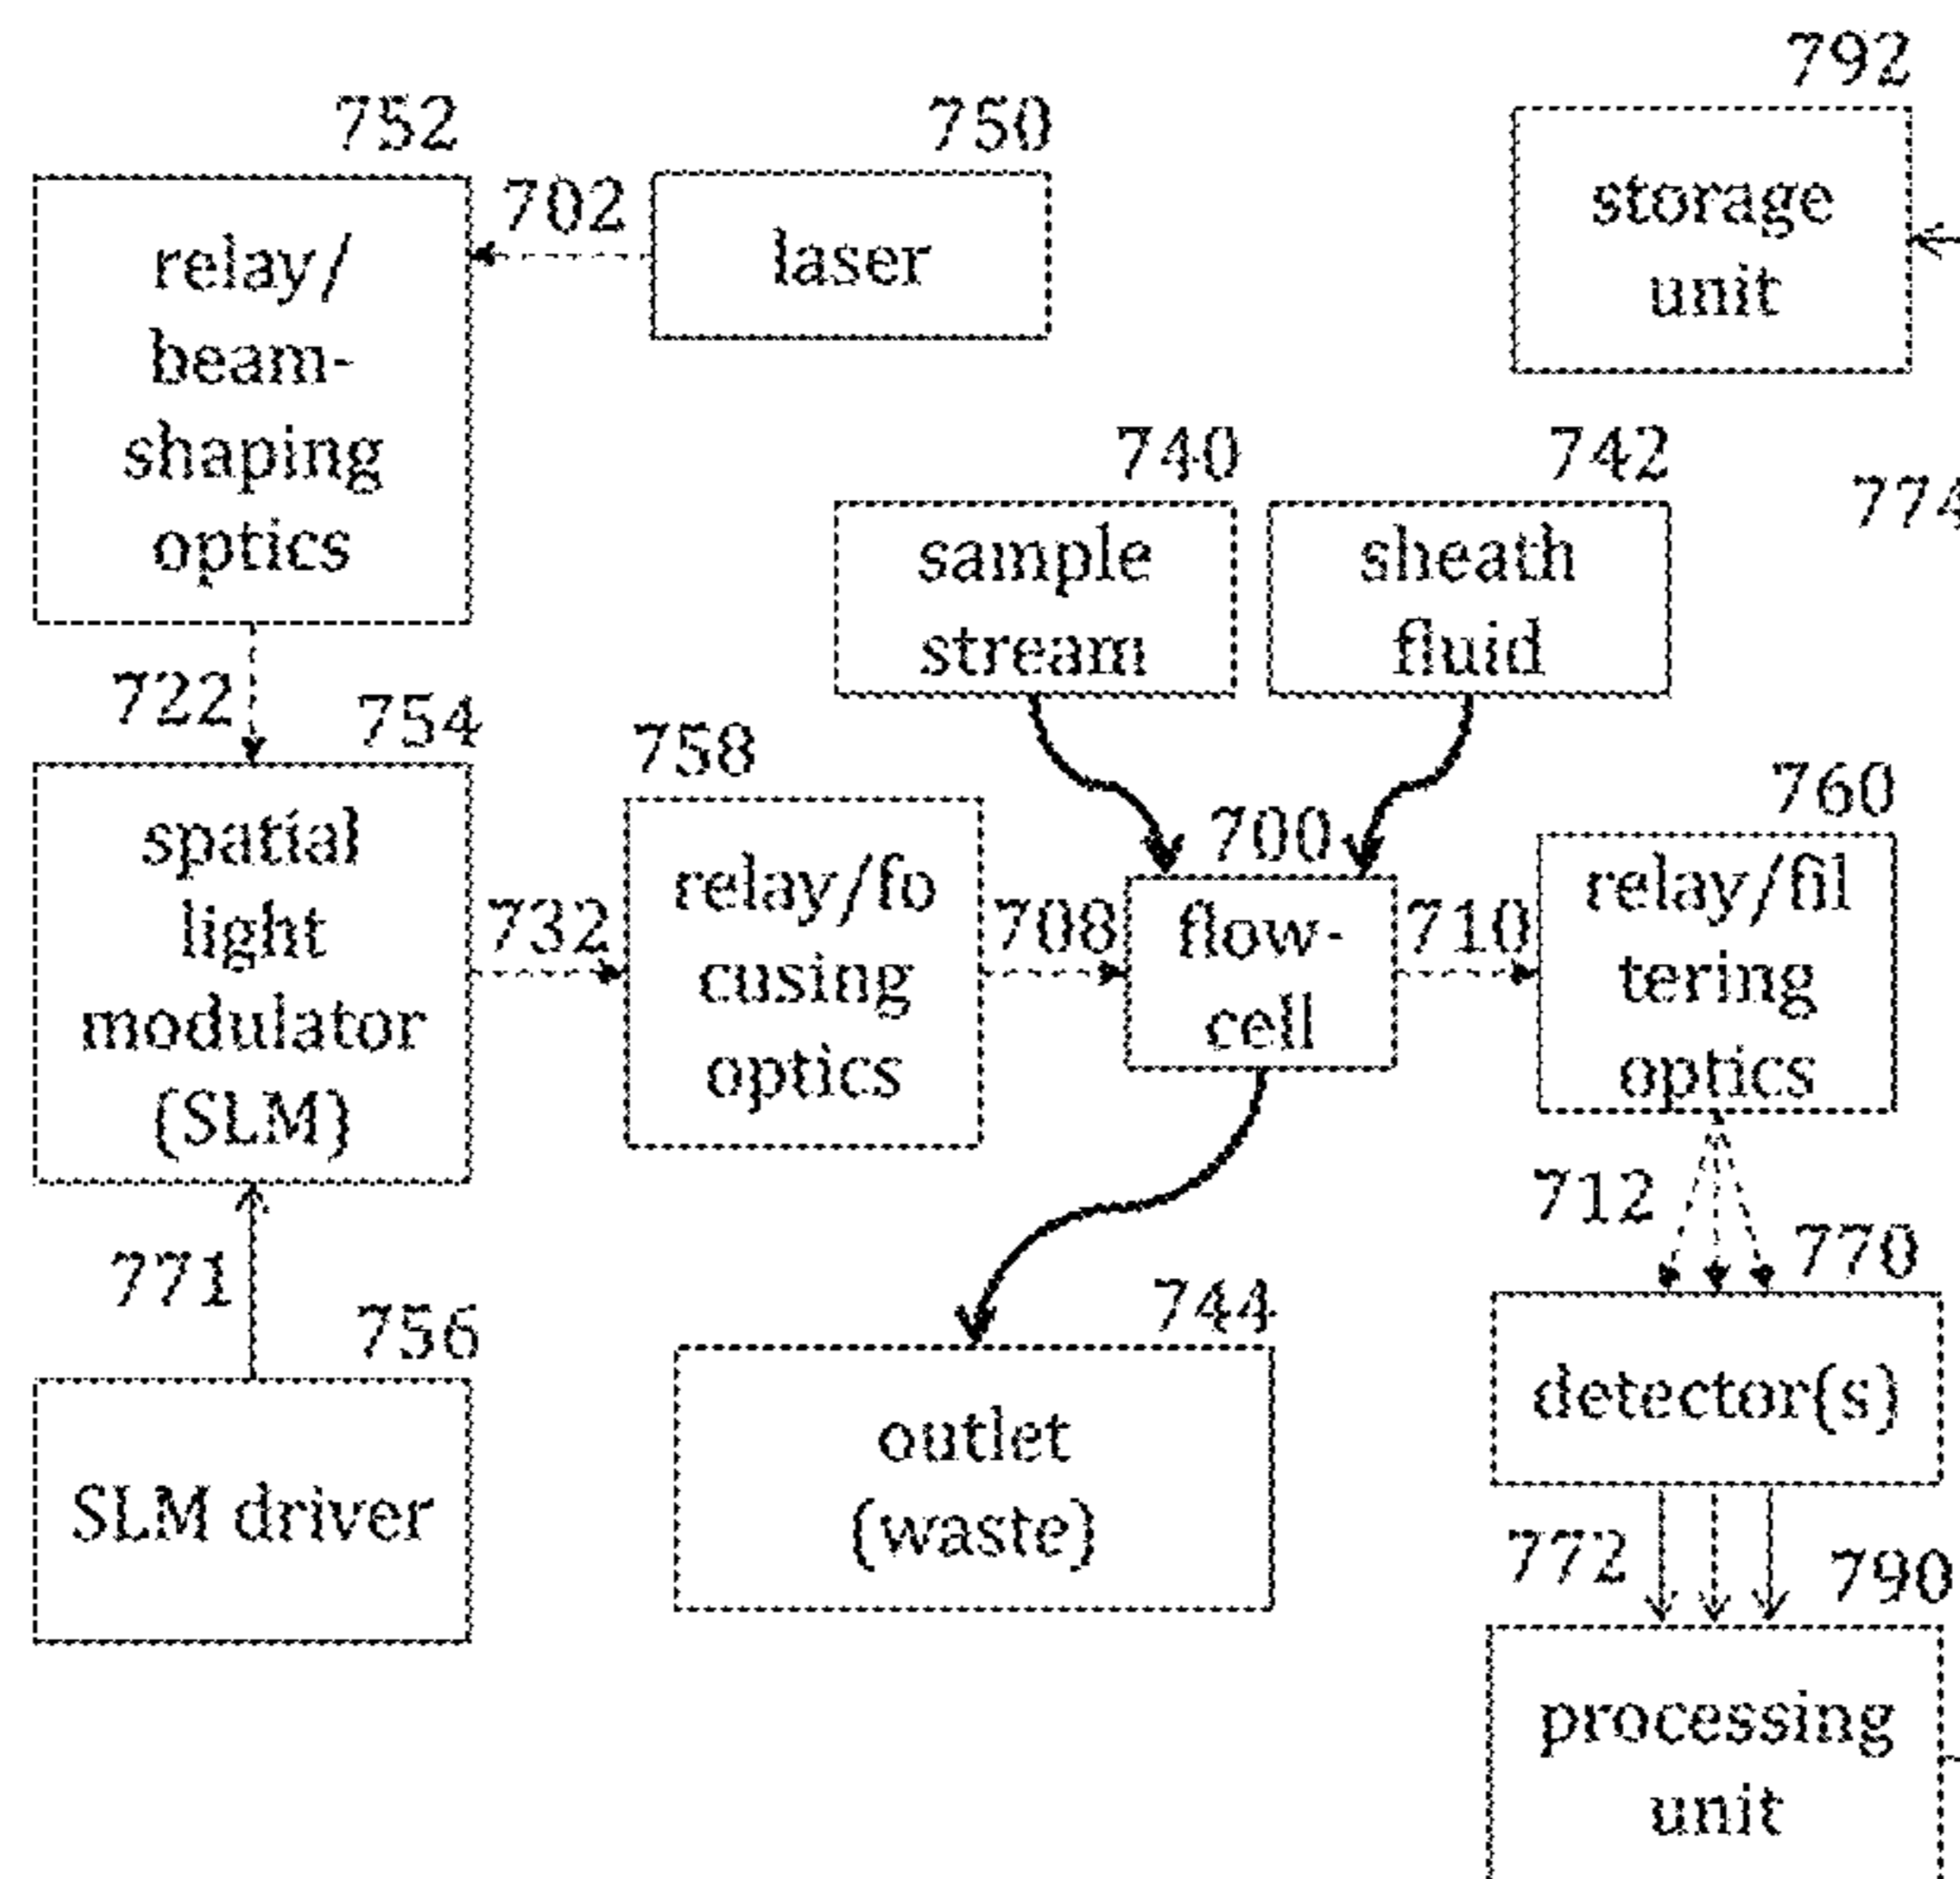 792
752
750
702
storage
unit
relay/
beam-
shaping
optics
laser
740
742
774
sample
stream
sheath
fluid
722
754
758
760
spatial
light
modulator
(SLM)
732
relay/fo
cusing
optics
708
700
flow-
cell
710
relay/fil
tering
optics
712
770
771
756
744
detector(s)
SLM driver
outlet
(waste)
772
790
processing
unit